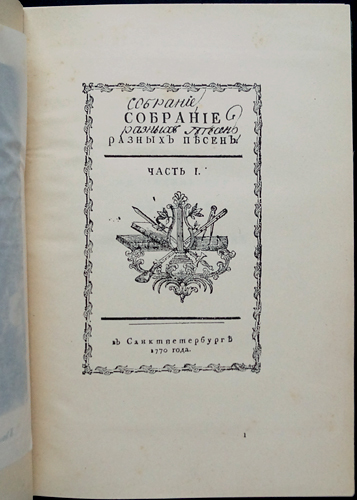 Собраніе
СОБРАНІЕ
разныхъ Пѣсенъ
РАЗНЫХЪ ПѢСЕНЪ
ЧАСТЬ I.
въ Санктпетербургѣ
1770 года.
1